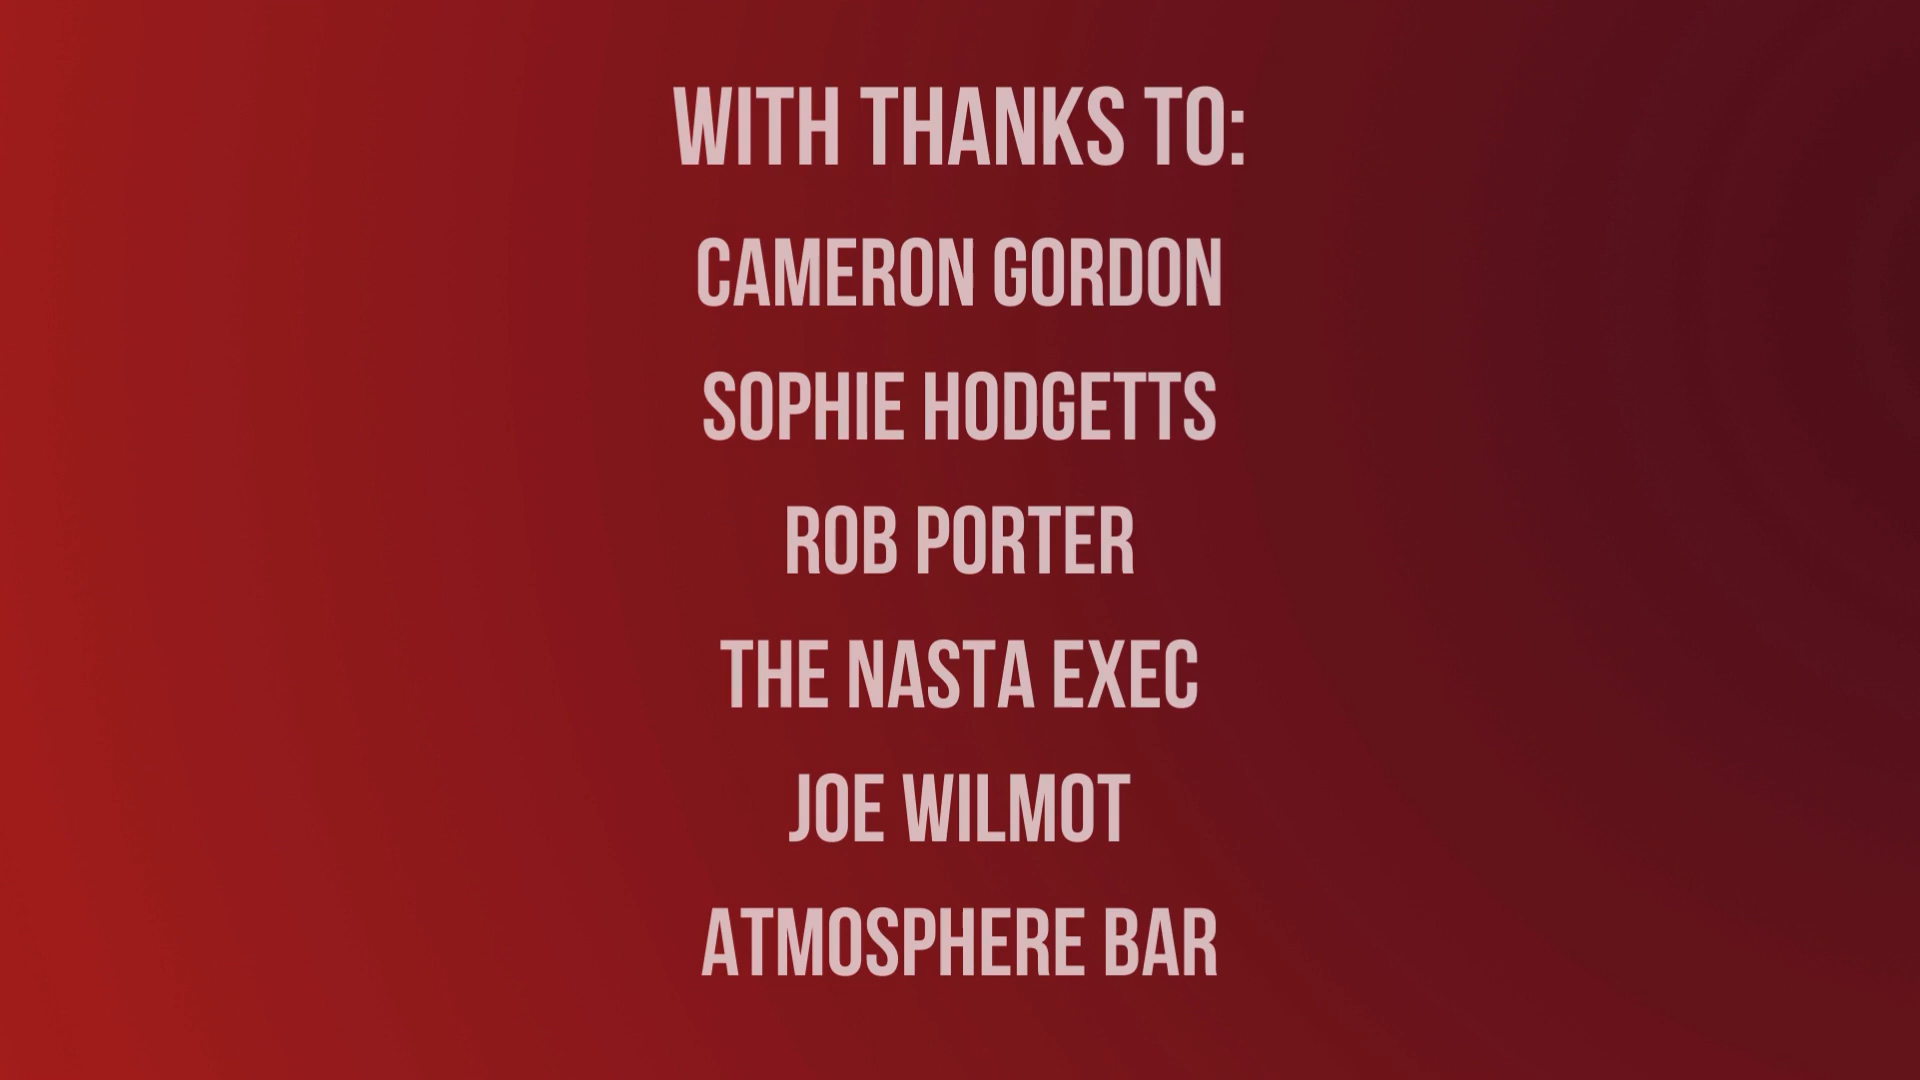 WITH THANKS TO:
CAMERON GORDON
SOPHIE HODGETTS
ROB PORTER
THE NASTA EXEC
JOE WILMOT
ATMOSPHERE BAR